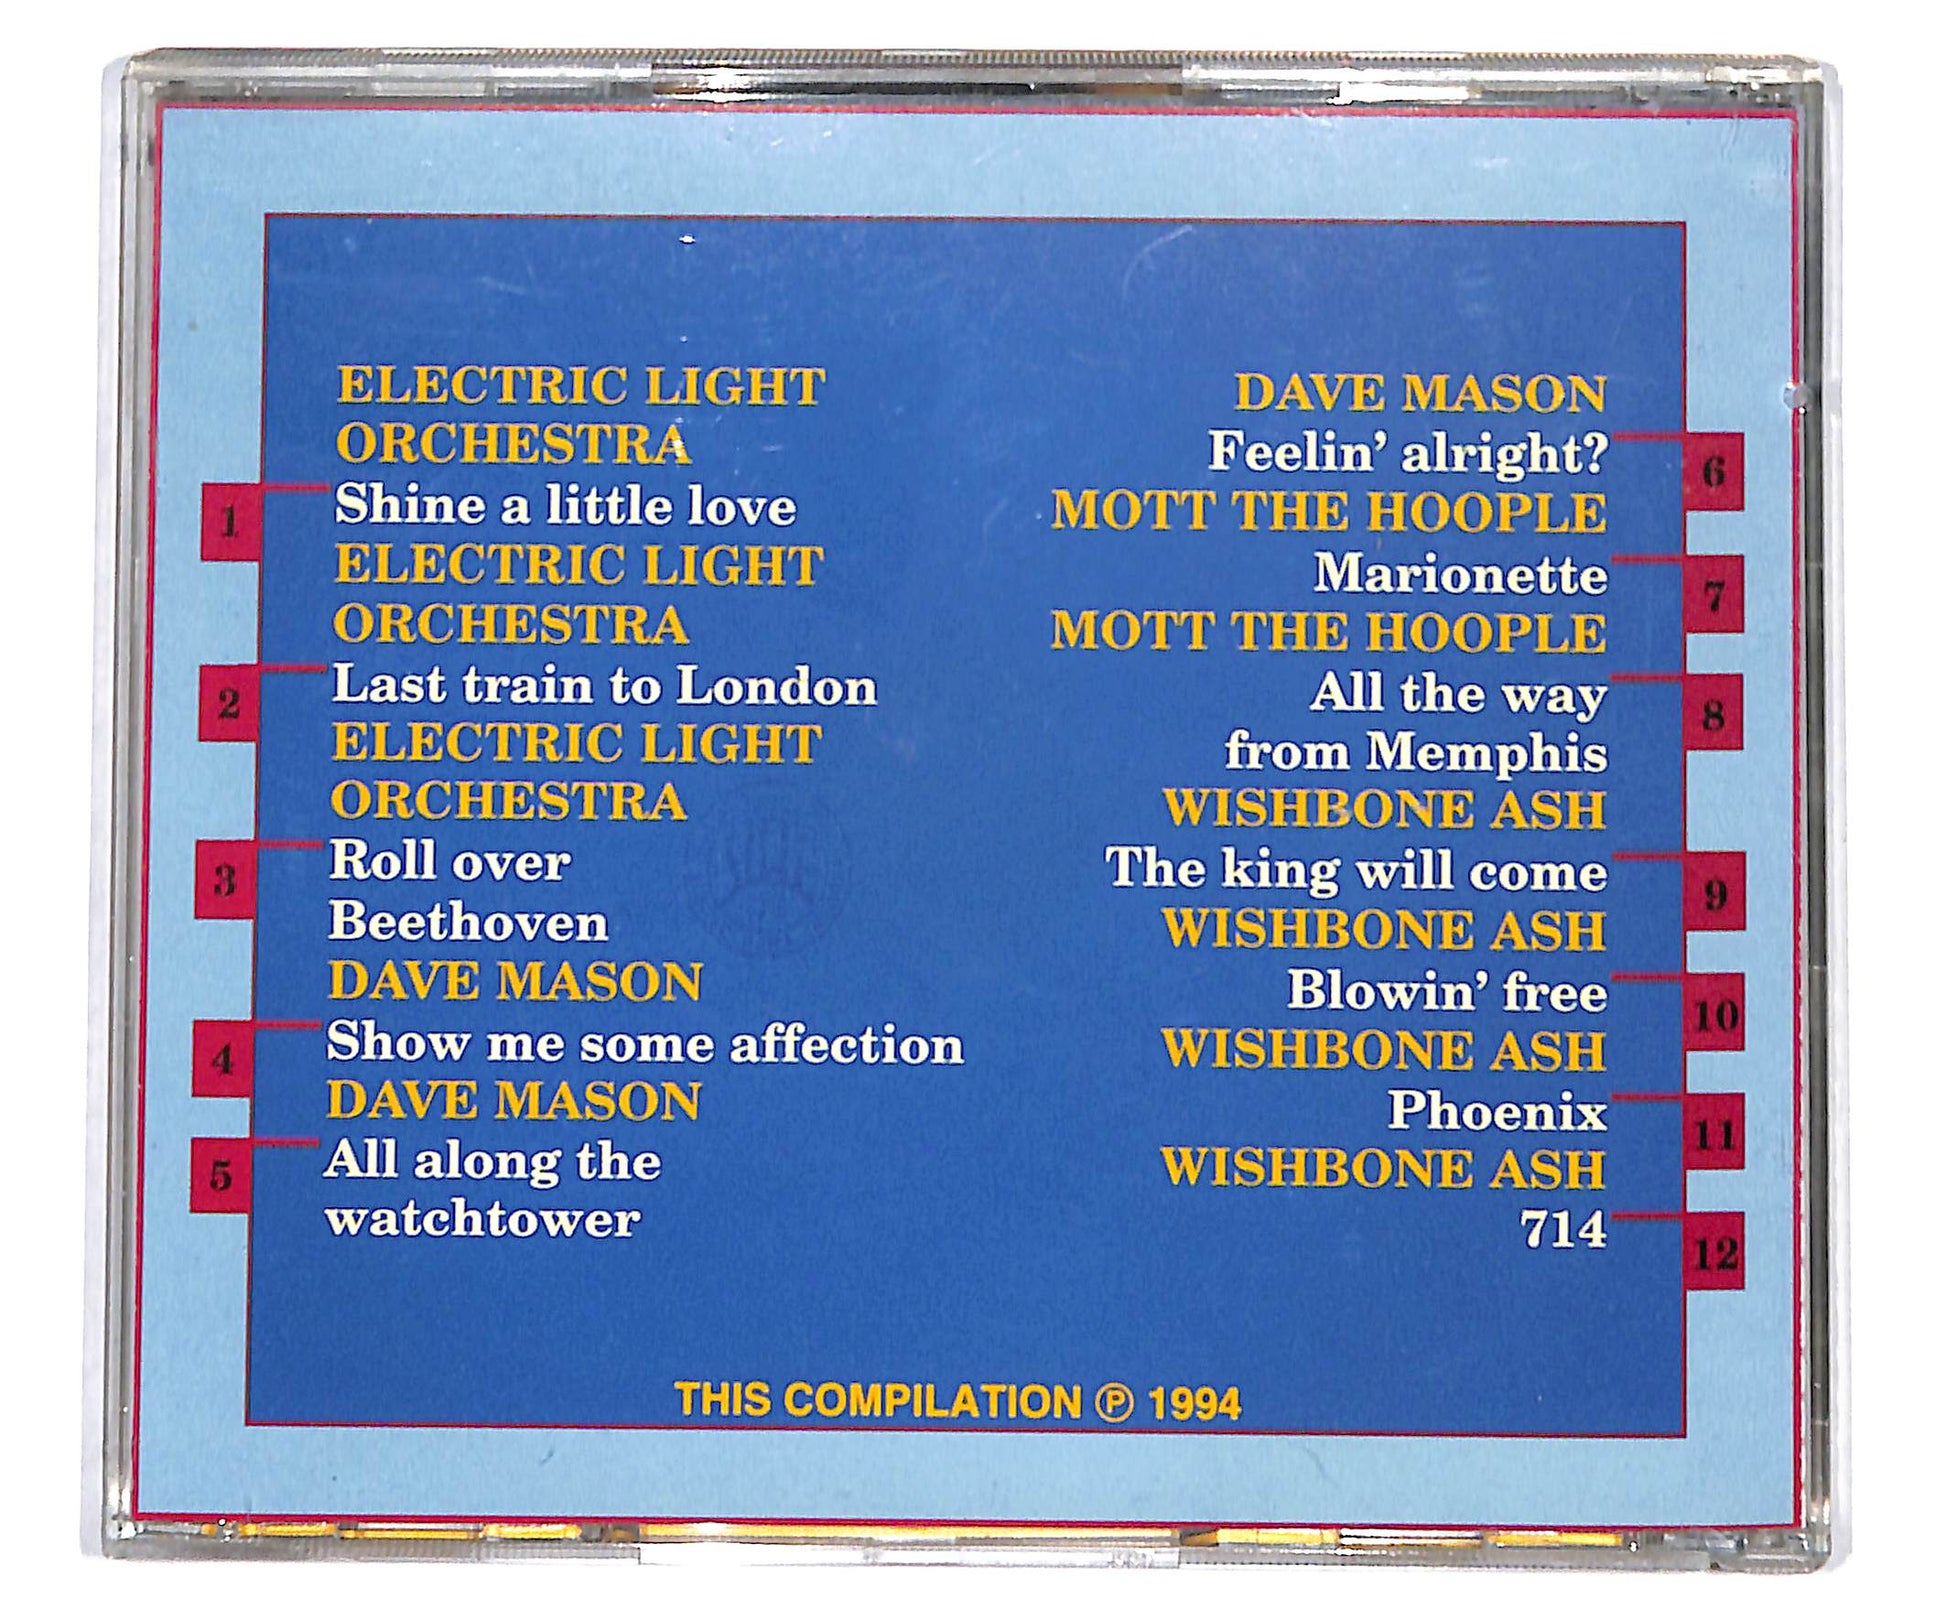 ELECTRIC LIGHT
ORCHESTRA
1 Shine a little love
ELECTRIC LIGHT
ORCHESTRA
2 Last train to London
ELECTRIC LIGHT
ORCHESTRA
3 Roll over
Beethoven
DAVE MASON
4 Show me some affection
DAVE MASON
5 All along the
watchtower
DAVE MASON
Feelin’ alright? 6
MOTT THE HOOPLE
Marionette 7
MOTT THE HOOPLE
All the way 8
from Memphis
WISHBONE ASH
The king will come 9
WISHBONE ASH
Blowin’ free 10
WISHBONE ASH
Phoenix 11
WISHBONE ASH
714 12
THIS COMPILATION ℗ 1994